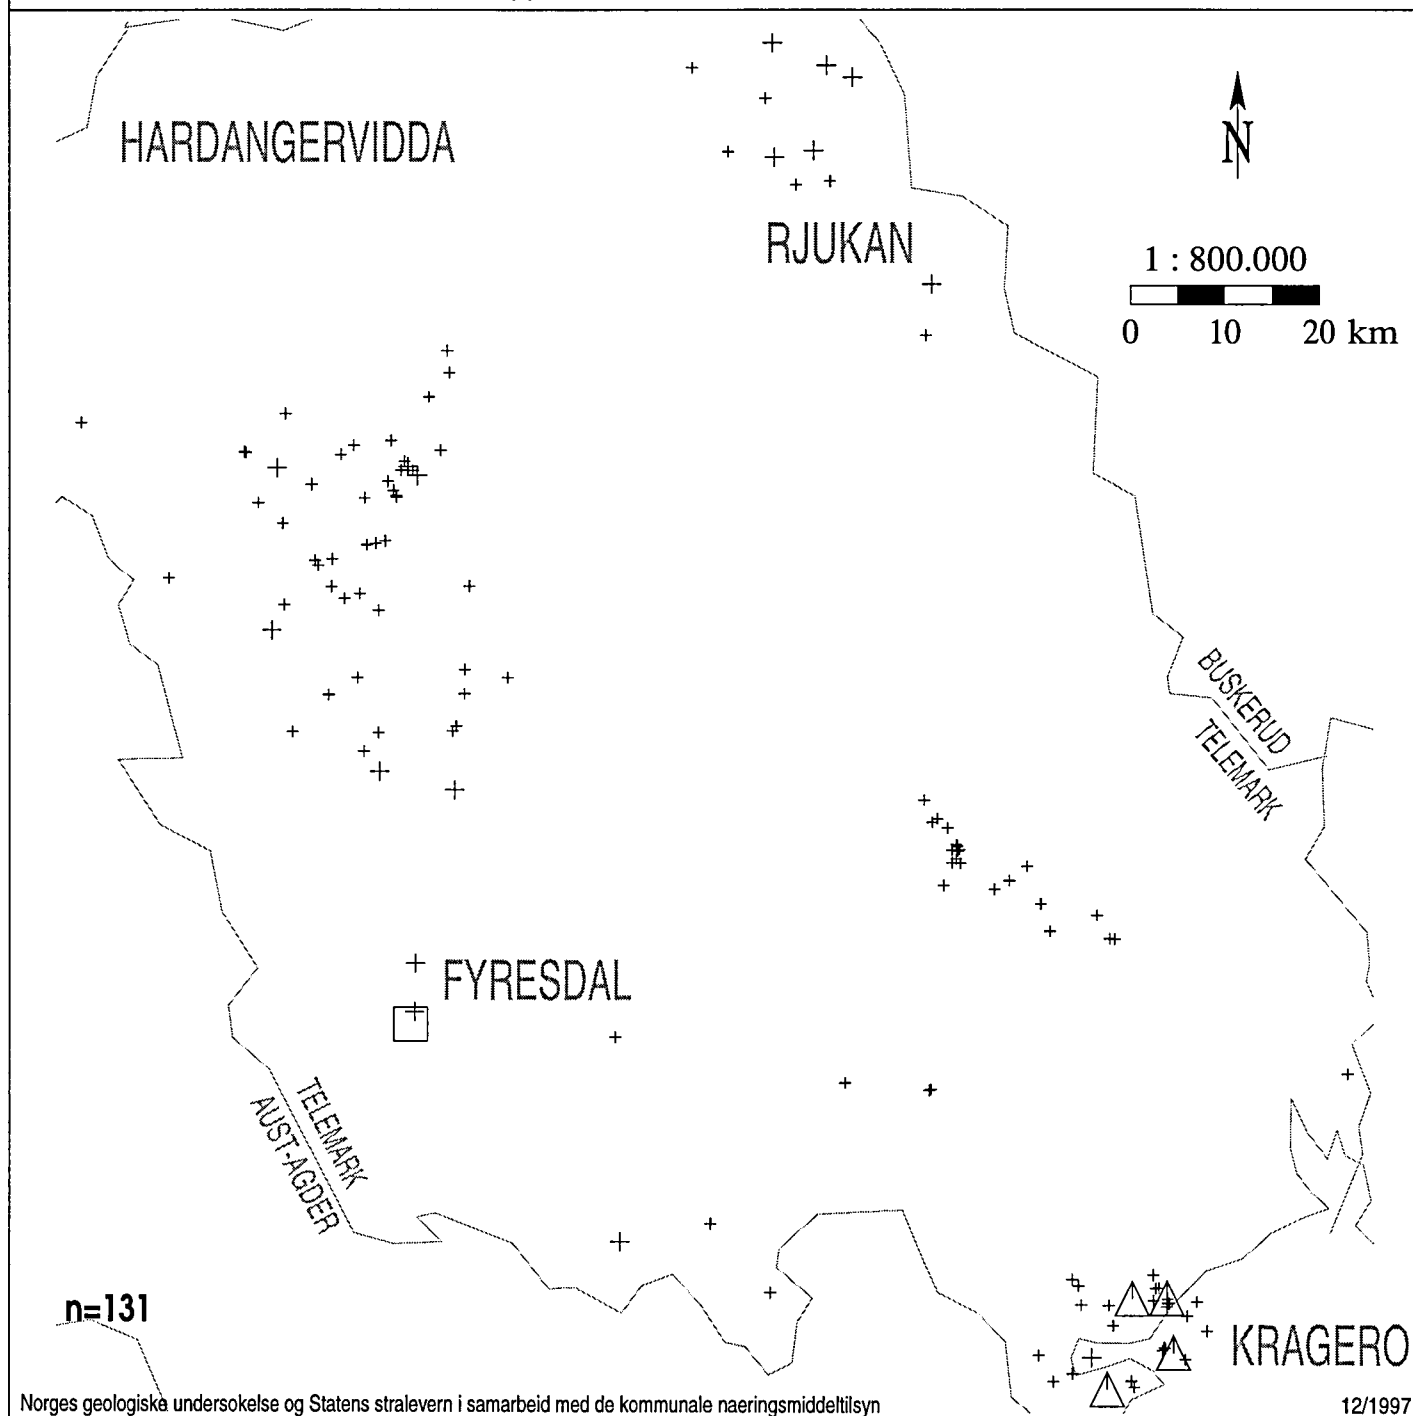 HARDANGERVIDDA
N
RJUKAN
1 : 800.000
0 10 20 km
BUSKERUD
TELEMARK
FYRESDAL
TELEMARK
AUST-AGDER
n=131
KRAGERO
Norges geologiske undersokelse og Statens stralevern i samarbeid med de kommunale naeringsmiddeltilsyn
12/1997